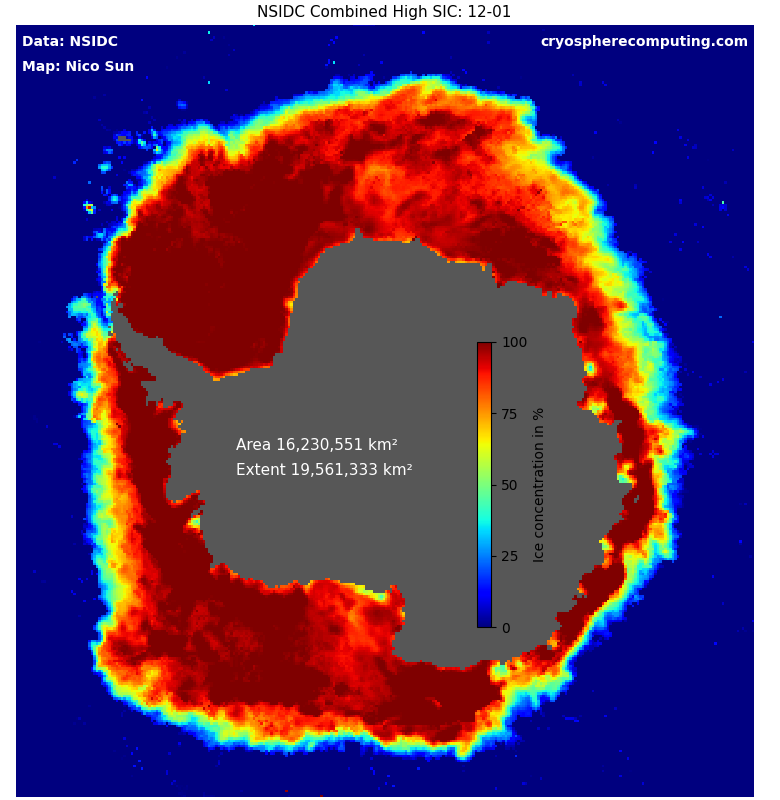 NSIDC Combined High SIC: 12-01
Data: NSIDC
cryospherecomputing.com
Map: Nico Sun
Area 16,230,551 km²
Extent 19,561,333 km²
100
75
50
25
0
Ice concentration in %